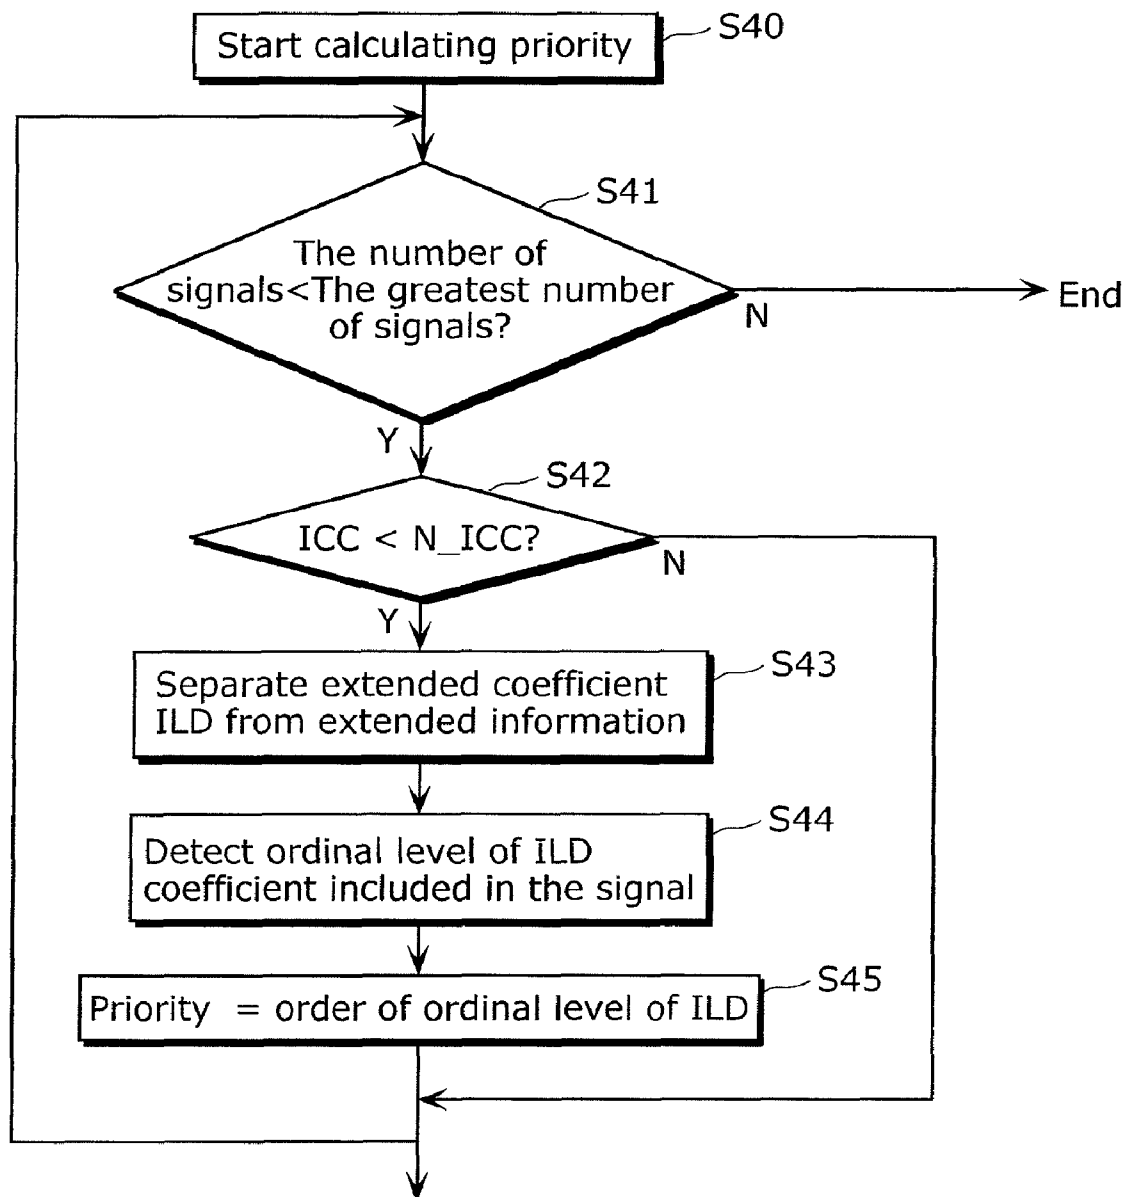 Start calculating priority
S40
S41
The number of
signals<The greatest number
of signals?
N
End
Y
S42
ICC < N_ICC?
N
Y
S43
Separate extended coefficient
ILD from extended information
S44
Detect ordinal level of ILD
coefficient included in the signal
S45
Priority = order of ordinal level of ILD